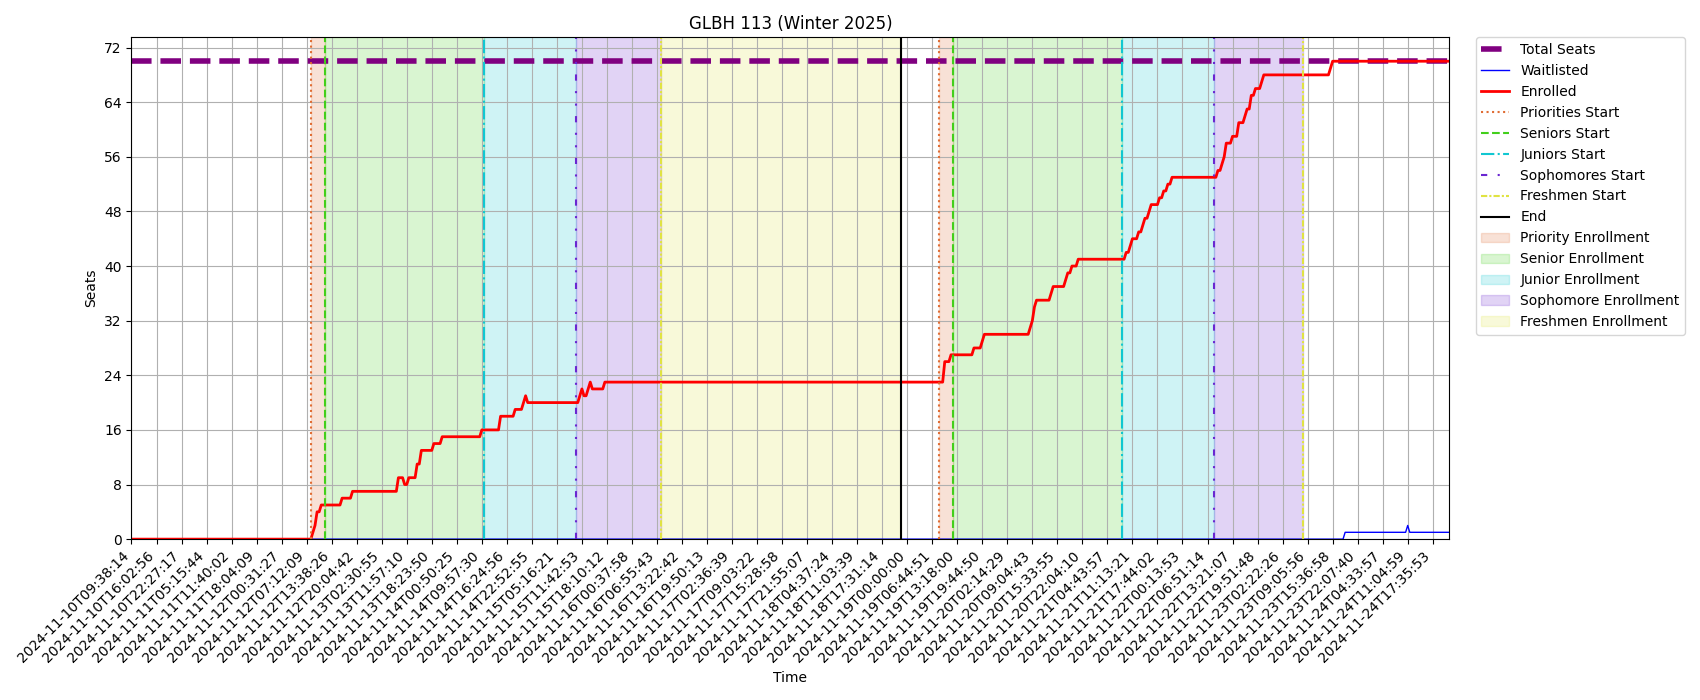 GLBH 113 (Winter 2025)
72
64
56
48
40
32
24
16
8
0
Seats
2024-11-10T09:38:14
2024-11-10T16:02:56
2024-11-10T22:27:17
2024-11-11T05:15:44
2024-11-11T11:40:02
2024-11-11T18:04:09
2024-11-12T00:31:27
2024-11-12T07:12:09
2024-11-12T13:38:26
2024-11-12T20:04:42
2024-11-13T02:30:55
2024-11-13T11:57:10
2024-11-13T18:23:50
2024-11-14T00:50:25
2024-11-14T09:57:30
2024-11-14T16:24:56
2024-11-14T22:52:55
2024-11-15T05:16:21
2024-11-15T11:42:53
2024-11-15T18:10:12
2024-11-16T00:37:58
2024-11-16T06:55:43
2024-11-16T13:22:42
2024-11-16T19:50:13
2024-11-17T02:36:39
2024-11-17T09:03:22
2024-11-17T15:28:58
2024-11-17T21:55:07
2024-11-18T04:37:24
2024-11-18T11:03:39
2024-11-18T17:31:14
2024-11-19T00:00:00
2024-11-19T06:44:51
2024-11-19T13:18:00
2024-11-19T19:44:50
2024-11-20T02:14:29
2024-11-20T09:04:43
2024-11-20T15:33:55
2024-11-20T22:04:10
2024-11-21T04:43:57
2024-11-21T11:13:21
2024-11-21T17:44:02
2024-11-22T00:13:53
2024-11-22T06:51:14
2024-11-22T13:21:07
2024-11-22T19:51:48
2024-11-23T02:22:26
2024-11-23T09:05:56
2024-11-23T15:36:58
2024-11-23T22:07:40
2024-11-24T04:33:57
2024-11-24T11:04:59
2024-11-24T17:35:53
Time
Total Seats
Waitlisted
Enrolled
Priorities Start
Seniors Start
Juniors Start
Sophomores Start
Freshmen Start
End
Priority Enrollment
Senior Enrollment
Junior Enrollment
Sophomore Enrollment
Freshmen Enrollment